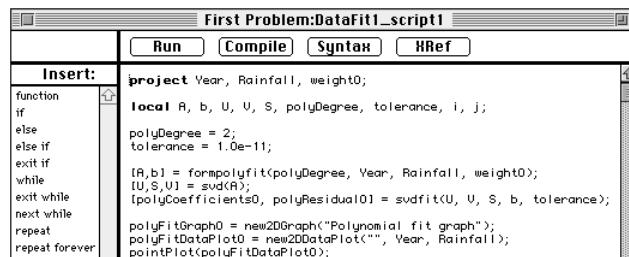 First Problem:DataFit1_script1
Run Compile Syntax XRef
Insert:
function
if
else
else if
exit if
while
exit while
next while
repeat
repeat forever
project Year, Rainfall, weight0;
local A, b, U, V, S, polyDegree, tolerance, i, j;
polyDegree = 2;
tolerance = 1.0e-11;
[A,b] = formpolyfit(polyDegree, Year, Rainfall, weight0);
[U,S,V] = svd(A);
[polyCoefficients0, polyResidual0] = svdfit(U, V, S, b, tolerance);
polyFitGraph0 = new2DGraph("Polynomial fit graph");
polyFitDataPlot0 = new2DDataPlot("", Year, Rainfall);
pointPlot(polyFitDataPlot0);